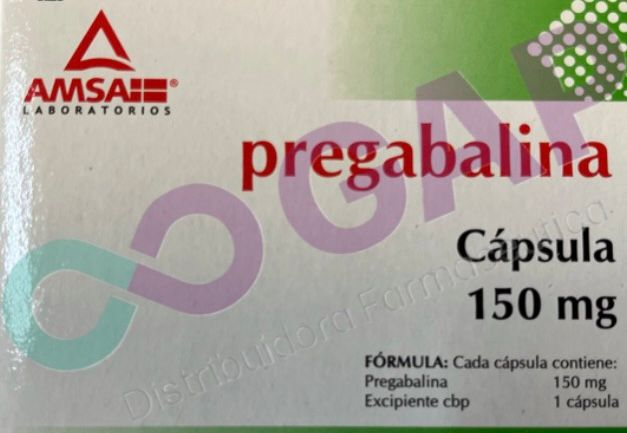 AMSA®
LABORATORIOS
GAP
pregabalina
Cápsula
150 mg
Distribuidora Farmacéutica
FÓRMULA: Cada cápsula contiene:
Pregabalina 150 mg
Excipiente cbp 1 cápsula